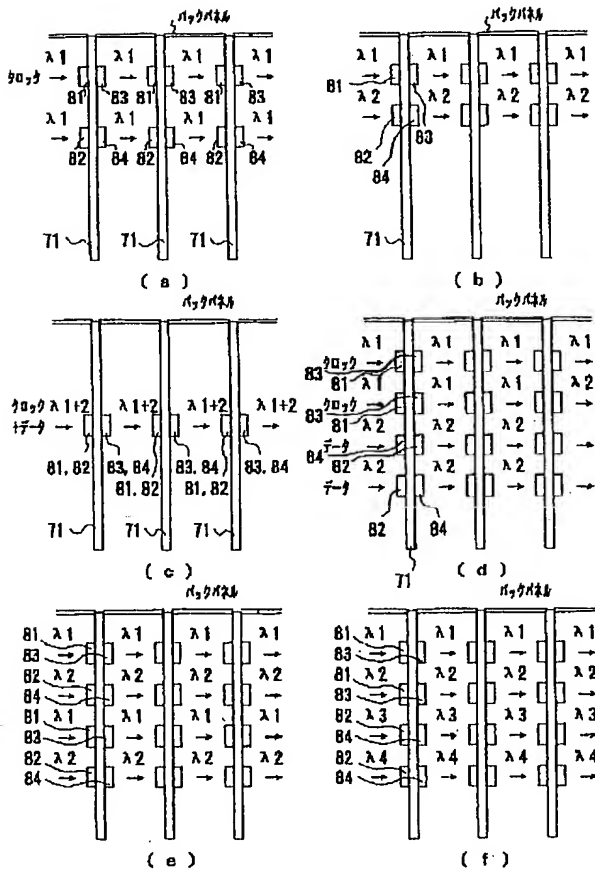 バックパネル
λ1 λ1 λ1 λ1
クロック
81 83 81 83 81 83
λ1 λ1 λ1 λ1
82 84 82 84 82 84
71 71 71
( a )
バックパネル
λ1 λ1 λ1 λ1
81
λ2 λ2 λ2 λ2
83
82
84
71
( b )
バックパネル
クロック λ1+2 λ1+2 λ1+2 λ1+2
+データ
81, 82 83, 84 83, 84 83, 84
81, 82 81, 82
71 71 71
( c )
バックパネル
λ1 λ1 λ1 λ1
クロック
83
81 λ1 λ1 λ1 λ2
クロック
83
81 λ2 λ2 λ2 λ2
データ
84
82 λ2 λ2 λ2 λ2
データ
82 84
71
( d )
バックパネル
81 λ1 λ1 λ1 λ1
83
82 λ2 λ2 λ2 λ2
84
81 λ1 λ1 λ1 λ1
83
82 λ2 λ2 λ2 λ2
84
( e )
バックパネル
81 λ1 λ1 λ1 λ1
83
81 λ2 λ2 λ2 λ2
83
82 λ3 λ3 λ3 λ3
84
82 λ4 λ4 λ4 λ4
84
( f )